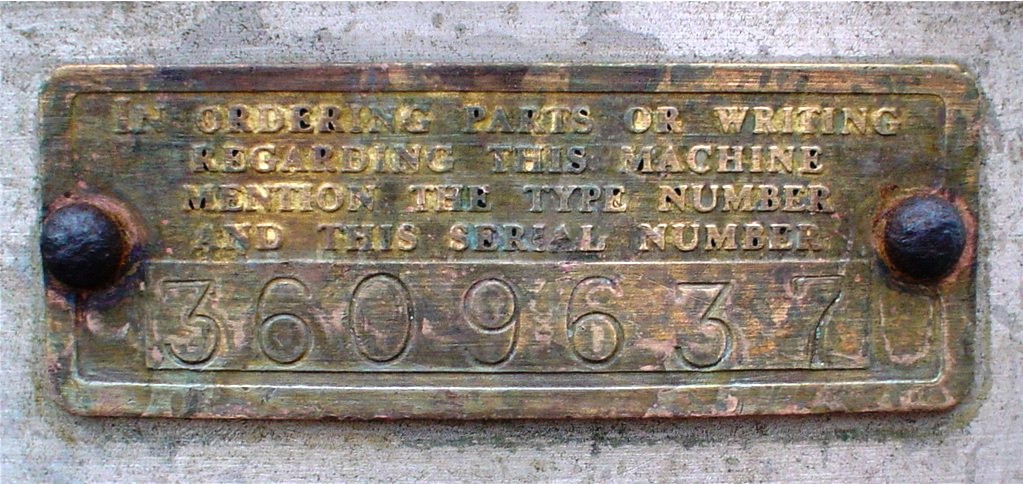 IN ORDERING PARTS OR WRITING
REGARDING THIS MACHINE
MENTION THE TYPE NUMBER
AND THIS SERIAL NUMBER
3609637